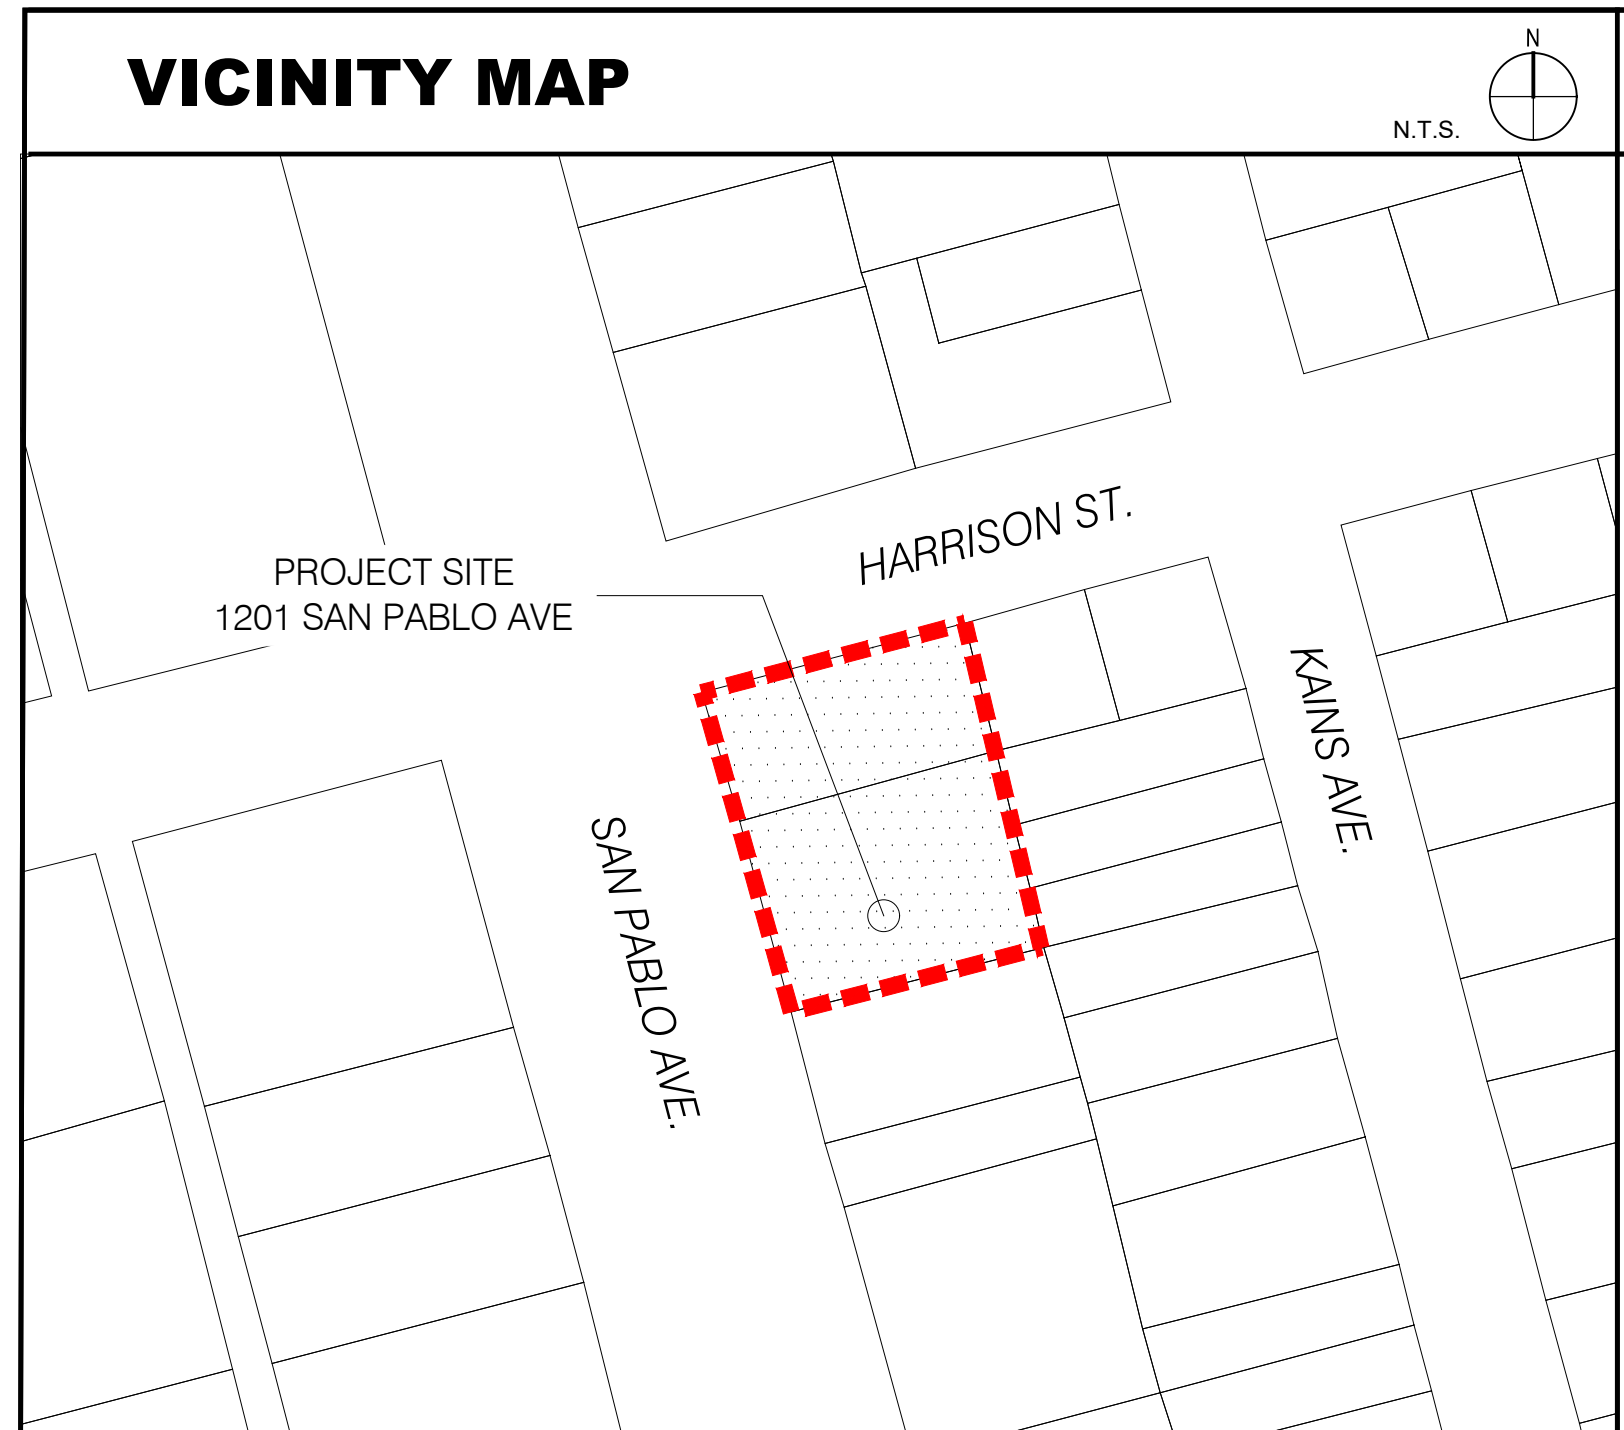 VICINITY MAP
N
N.T.S.
HARRISON ST.
PROJECT SITE
1201 SAN PABLO AVE
KAINS AVE.
SAN PABLO AVE.